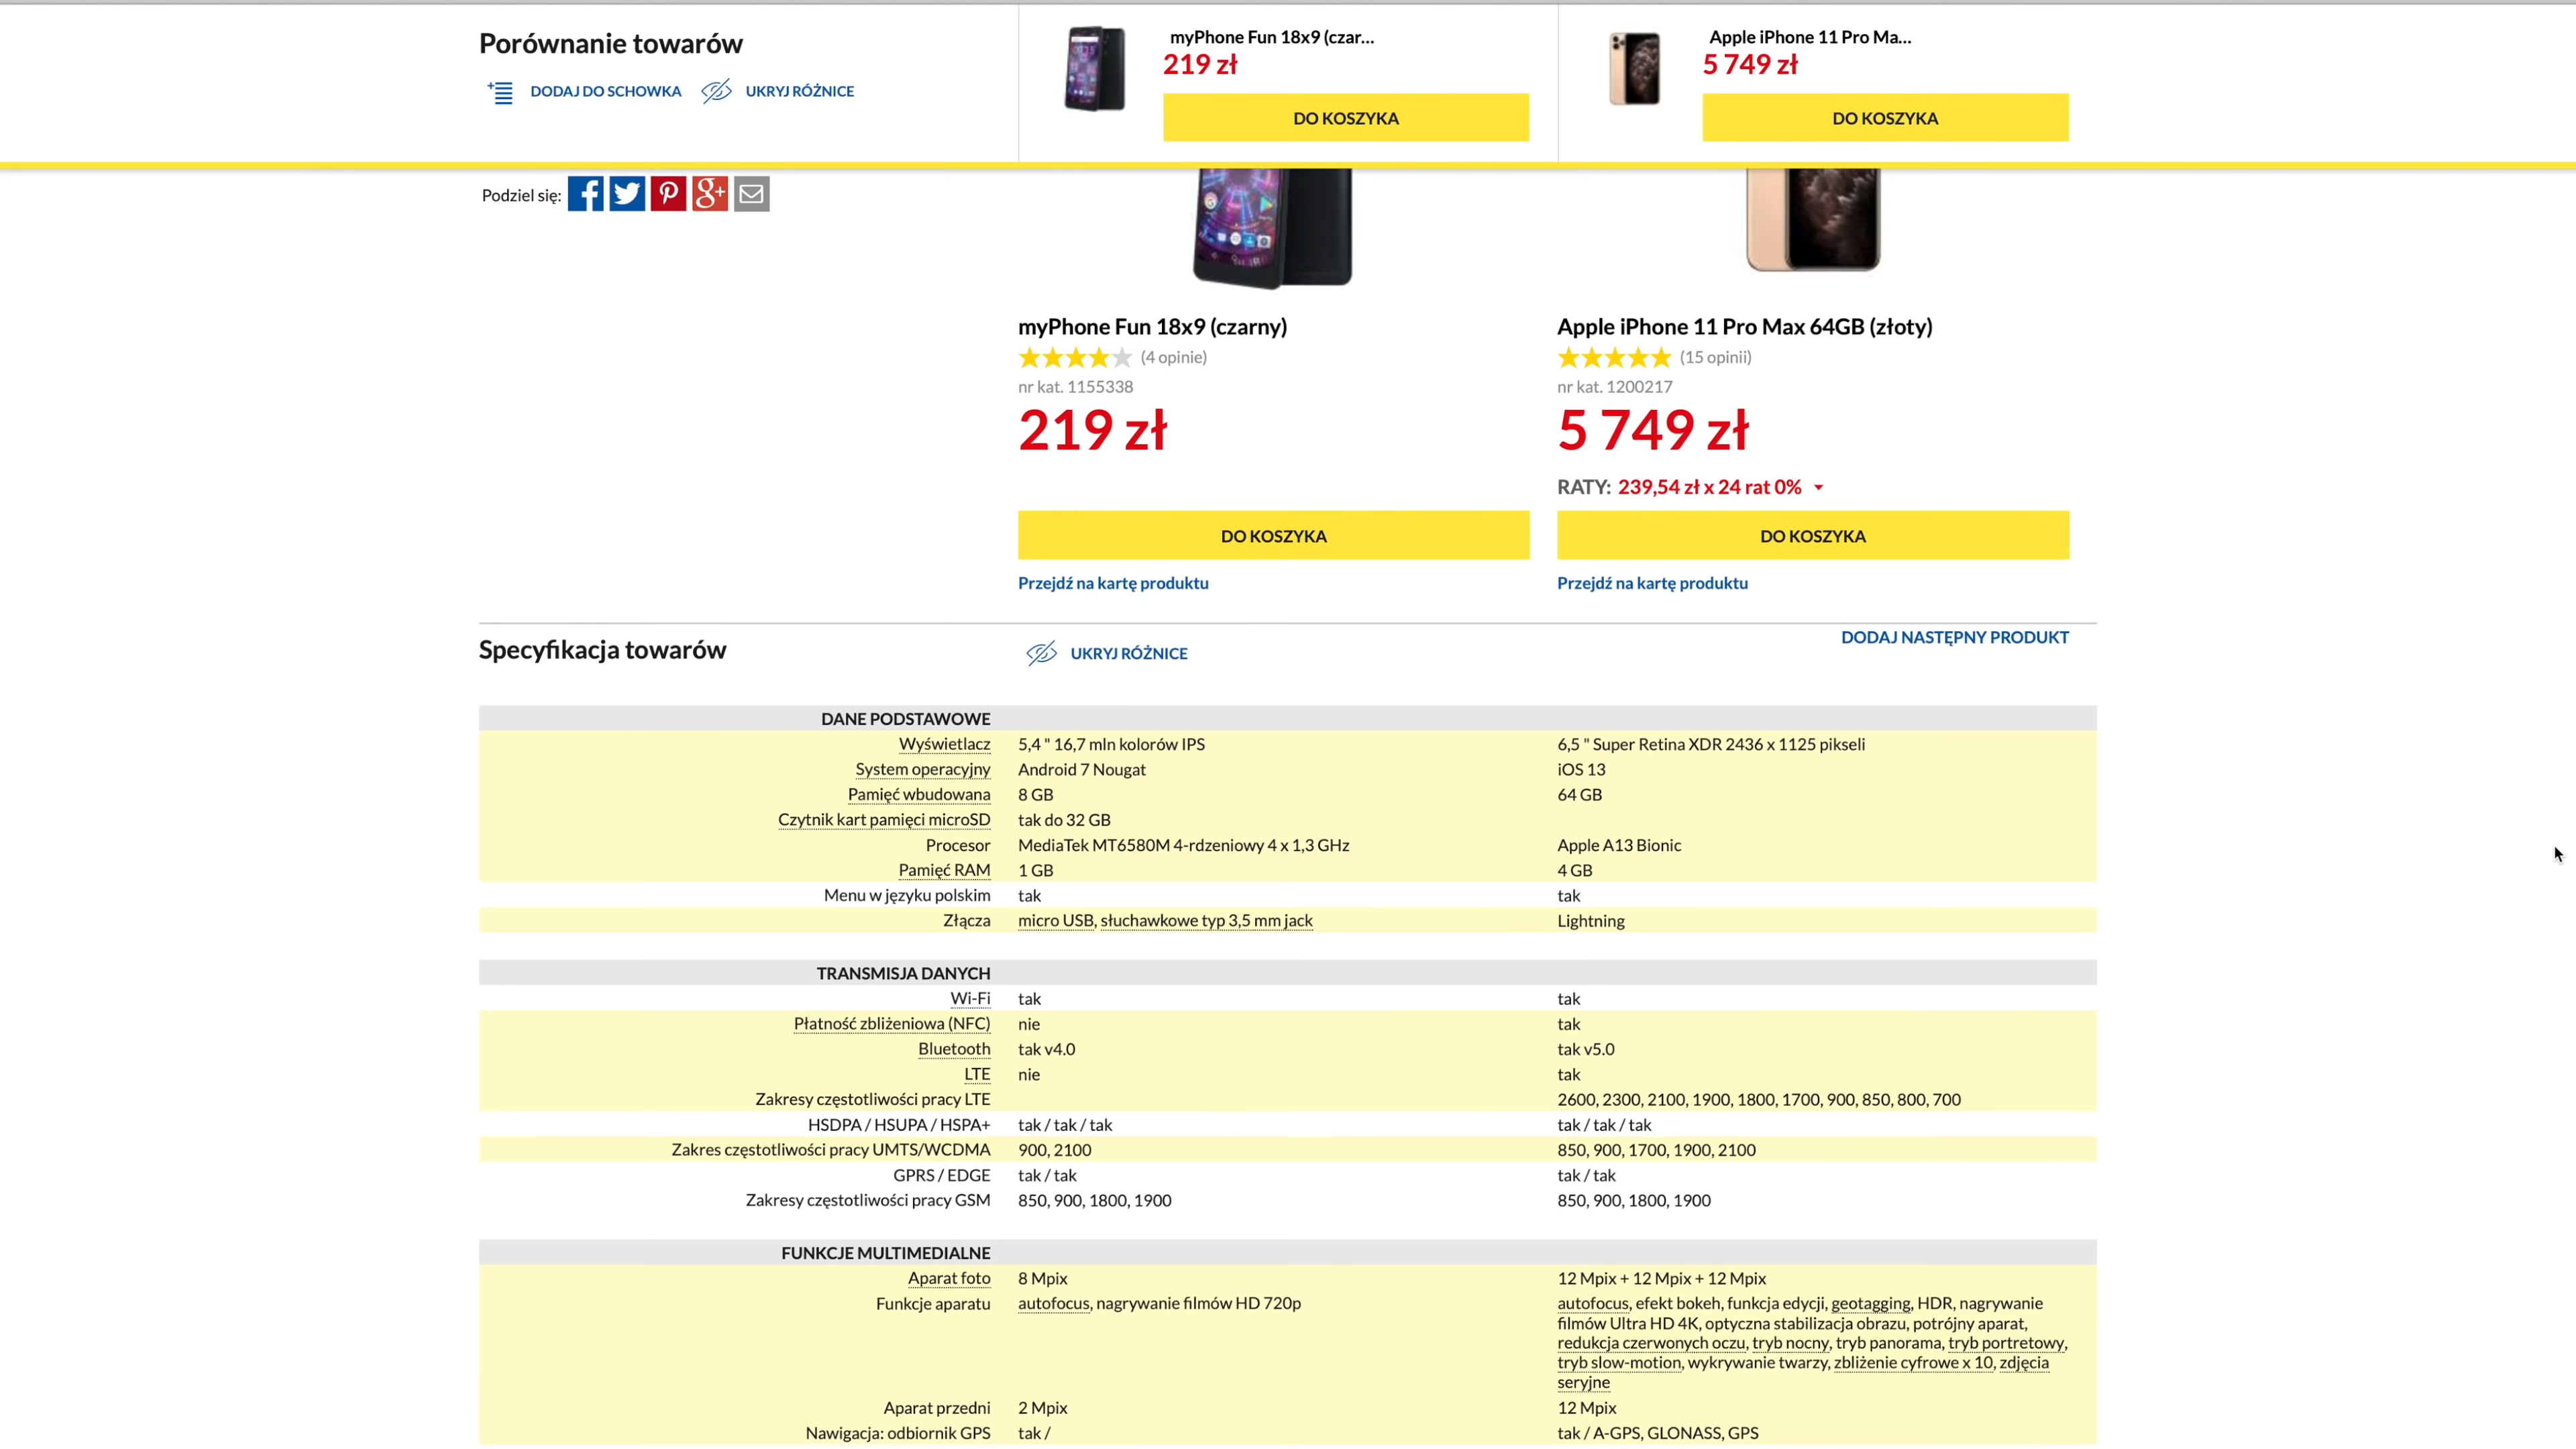 Porównanie towarów
DODAJ DO SCHOWKA UKRYJ RÓŻNICE
myPhone Fun 18x9 (czar...
219 zł
DO KOSZYKA
Apple iPhone 11 Pro Ma...
5 749 zł
DO KOSZYKA
Podziel się:
myPhone Fun 18x9 (czarny)
(4 opinie)
nr kat. 1155338
219 zł
DO KOSZYKA
Przejdź na kartę produktu
Apple iPhone 11 Pro Max 64GB (złoty)
(15 opinii)
nr kat. 1200217
5 749 zł
RATY: 239,54 zł x 24 rat 0%
DO KOSZYKA
Przejdź na kartę produktu
Specyfikacja towarów
UKRYJ RÓŻNICE
DODAJ NASTĘPNY PRODUKT
DANE PODSTAWOWE
Wyświetlacz 5,4 " 16,7 mln kolorów IPS 6,5 " Super Retina XDR 2436 x 1125 pikseli
System operacyjny Android 7 Nougat iOS 13
Pamięć wbudowana 8 GB 64 GB
Czytnik kart pamięci microSD tak do 32 GB
Procesor MediaTek MT6580M 4-rdzeniowy 4 x 1,3 GHz Apple A13 Bionic
Pamięć RAM 1 GB 4 GB
Menu w języku polskim tak tak
Złącza micro USB, słuchawkowe typ 3,5 mm jack Lightning
TRANSMISJA DANYCH
Wi-Fi tak tak
Płatność zbliżeniowa (NFC) nie tak
Bluetooth tak v4.0 tak v5.0
LTE nie tak
Zakresy częstotliwości pracy LTE 2600, 2300, 2100, 1900, 1800, 1700, 900, 850, 800, 700
HSDPA / HSUPA / HSPA+ tak / tak / tak tak / tak / tak
Zakres częstotliwości pracy UMTS/WCDMA 900, 2100 850, 900, 1700, 1900, 2100
GPRS / EDGE tak / tak tak / tak
Zakresy częstotliwości pracy GSM 850, 900, 1800, 1900 850, 900, 1800, 1900
FUNKCJE MULTIMEDIALNE
Aparat foto 8 Mpix 12 Mpix + 12 Mpix + 12 Mpix
Funkcje aparatu autofocus, nagrywanie filmów HD 720p autofocus, efekt bokeh, funkcja edycji, geotagging, HDR, nagrywanie
filmów Ultra HD 4K, optyczna stabilizacja obrazu, potrójny aparat,
redukcja czerwonych oczu, tryb nocny, tryb panorama, tryb portretowy,
tryb slow-motion, wykrywanie twarzy, zbliżenie cyfrowe x 10, zdjęcia
seryjne
Aparat przedni 2 Mpix 12 Mpix
Nawigacja: odbiornik GPS tak / tak / A-GPS, GLONASS, GPS